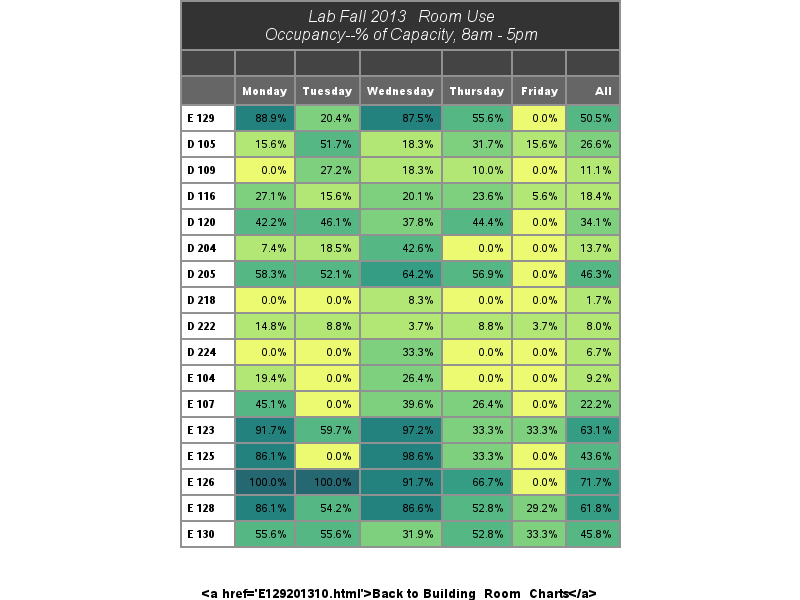 Lab Fall 2013 Room Use
Occupancy--% of Capacity, 8am - 5pm
Monday Tuesday Wednesday Thursday Friday All
E 129 88.9% 20.4% 87.5% 55.6% 0.0% 50.5%
D 105 15.6% 51.7% 18.3% 31.7% 15.6% 26.6%
D 109 0.0% 27.2% 18.3% 10.0% 0.0% 11.1%
D 116 27.1% 15.6% 20.1% 23.6% 5.6% 18.4%
D 120 42.2% 46.1% 37.8% 44.4% 0.0% 34.1%
D 204 7.4% 18.5% 42.6% 0.0% 0.0% 13.7%
D 205 58.3% 52.1% 64.2% 56.9% 0.0% 46.3%
D 218 0.0% 0.0% 8.3% 0.0% 0.0% 1.7%
D 222 14.8% 8.8% 3.7% 8.8% 3.7% 8.0%
D 224 0.0% 0.0% 33.3% 0.0% 0.0% 6.7%
E 104 19.4% 0.0% 26.4% 0.0% 0.0% 9.2%
E 107 45.1% 0.0% 39.6% 26.4% 0.0% 22.2%
E 123 91.7% 59.7% 97.2% 33.3% 33.3% 63.1%
E 125 86.1% 0.0% 98.6% 33.3% 0.0% 43.6%
E 126 100.0% 100.0% 91.7% 66.7% 0.0% 71.7%
E 128 86.1% 54.2% 86.6% 52.8% 29.2% 61.8%
E 130 55.6% 55.6% 31.9% 52.8% 33.3% 45.8%
<a href='E129201310.html'>Back to Building_Room_Charts</a>